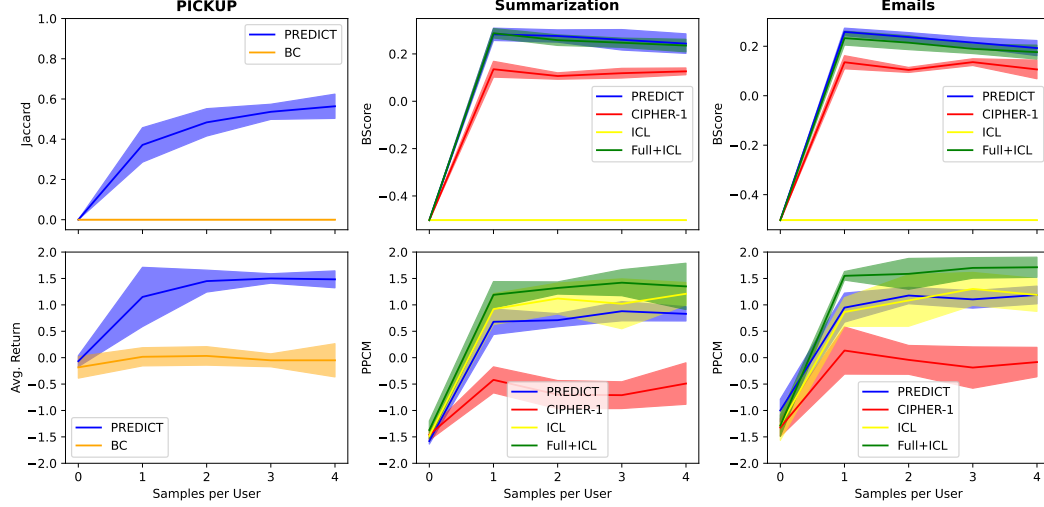 PICKUP
Summarization
Emails
1.0
0.8
0.6
0.4
0.2
0.0
Jaccard
PREDICT
BC
0.2
0.0
−0.2
−0.4
BScore
PREDICT
CIPHER-1
ICL
Full+ICL
0.2
0.0
−0.2
−0.4
BScore
PREDICT
CIPHER-1
ICL
Full+ICL
2.0
1.5
1.0
0.5
0.0
−0.5
−1.0
−1.5
−2.0
Avg. Return
PREDICT
BC
0 1 2 3 4
Samples per User
2.0
1.5
1.0
0.5
0.0
−0.5
−1.0
−1.5
−2.0
PPCM
PREDICT
CIPHER-1
ICL
Full+ICL
0 1 2 3 4
Samples per User
2.0
1.5
1.0
0.5
0.0
−0.5
−1.0
−1.5
−2.0
PPCM
PREDICT
CIPHER-1
ICL
Full+ICL
0 1 2 3 4
Samples per User